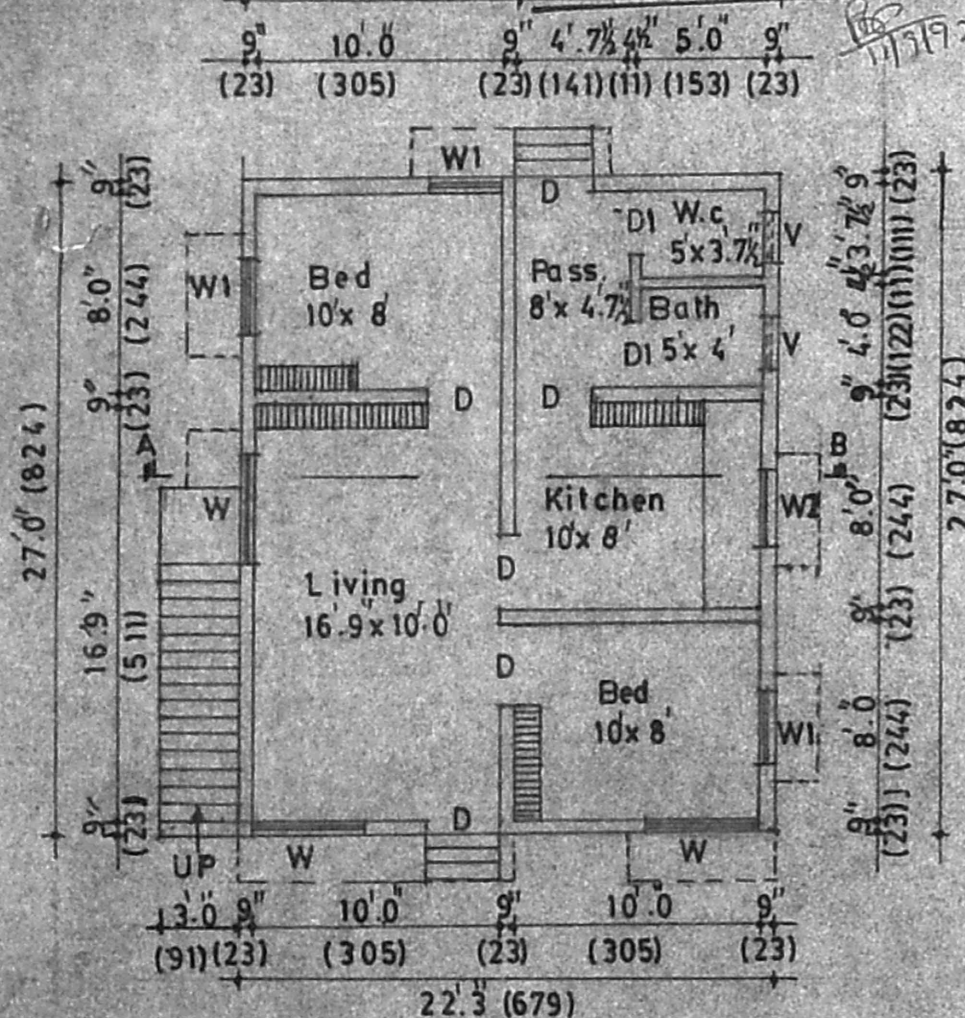 9" 10'.0" 9" 4'.7½ 4½" 5'.0" 9"
(23) (305) (23) (141) (11) (153) (23)
W1
D
D1 W.c
5'x3.7½"
V
Bed
10'x 8'
W1
Pass.
8'x 4.7½"
Bath
D1 5'x 4'
V
D
D
A
B
W
Kitchen
10'x 8'
W2
D
Living
16'.9"x10'.0"
D
Bed
10'x 8'
W1
D
W
W
UP
9"
(23)
8'.0"
(244)
9"
(23)
16'.9"
(511)
9"
(23)
27'.0" (824)
9"
(23)
3'.7½"
(111)
4½"
(11)
4'.0"
(122)
9"
(23)
8'.0"
(244)
9"
(23)
8'.0"
(244)
9"
(23)
27'.0"(824)
3'.0" 9" 10'.0" 9" 10'.0" 9"
(91) (23) (305) (23) (305) (23)
22'.3" (679)